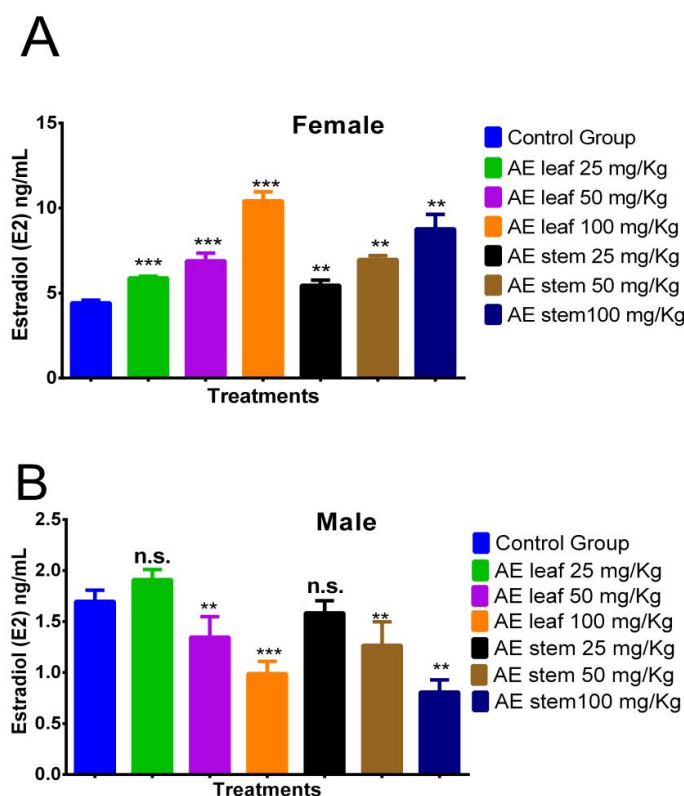 A
Female
15
10
5
0
Estradiol (E2) ng/mL
***
***
***
**
**
**
Treatments
Control Group
AE leaf 25 mg/Kg
AE leaf 50 mg/Kg
AE leaf 100 mg/Kg
AE stem 25 mg/Kg
AE stem 50 mg/Kg
AE stem100 mg/Kg
B
Male
2.5
2.0
1.5
1.0
0.5
0.0
Estradiol (E2) ng/mL
n.s.
**
***
n.s.
**
**
Treatments
Control Group
AE leaf 25 mg/Kg
AE leaf 50 mg/Kg
AE leaf 100 mg/Kg
AE stem 25 mg/Kg
AE stem 50 mg/Kg
AE stem100 mg/Kg